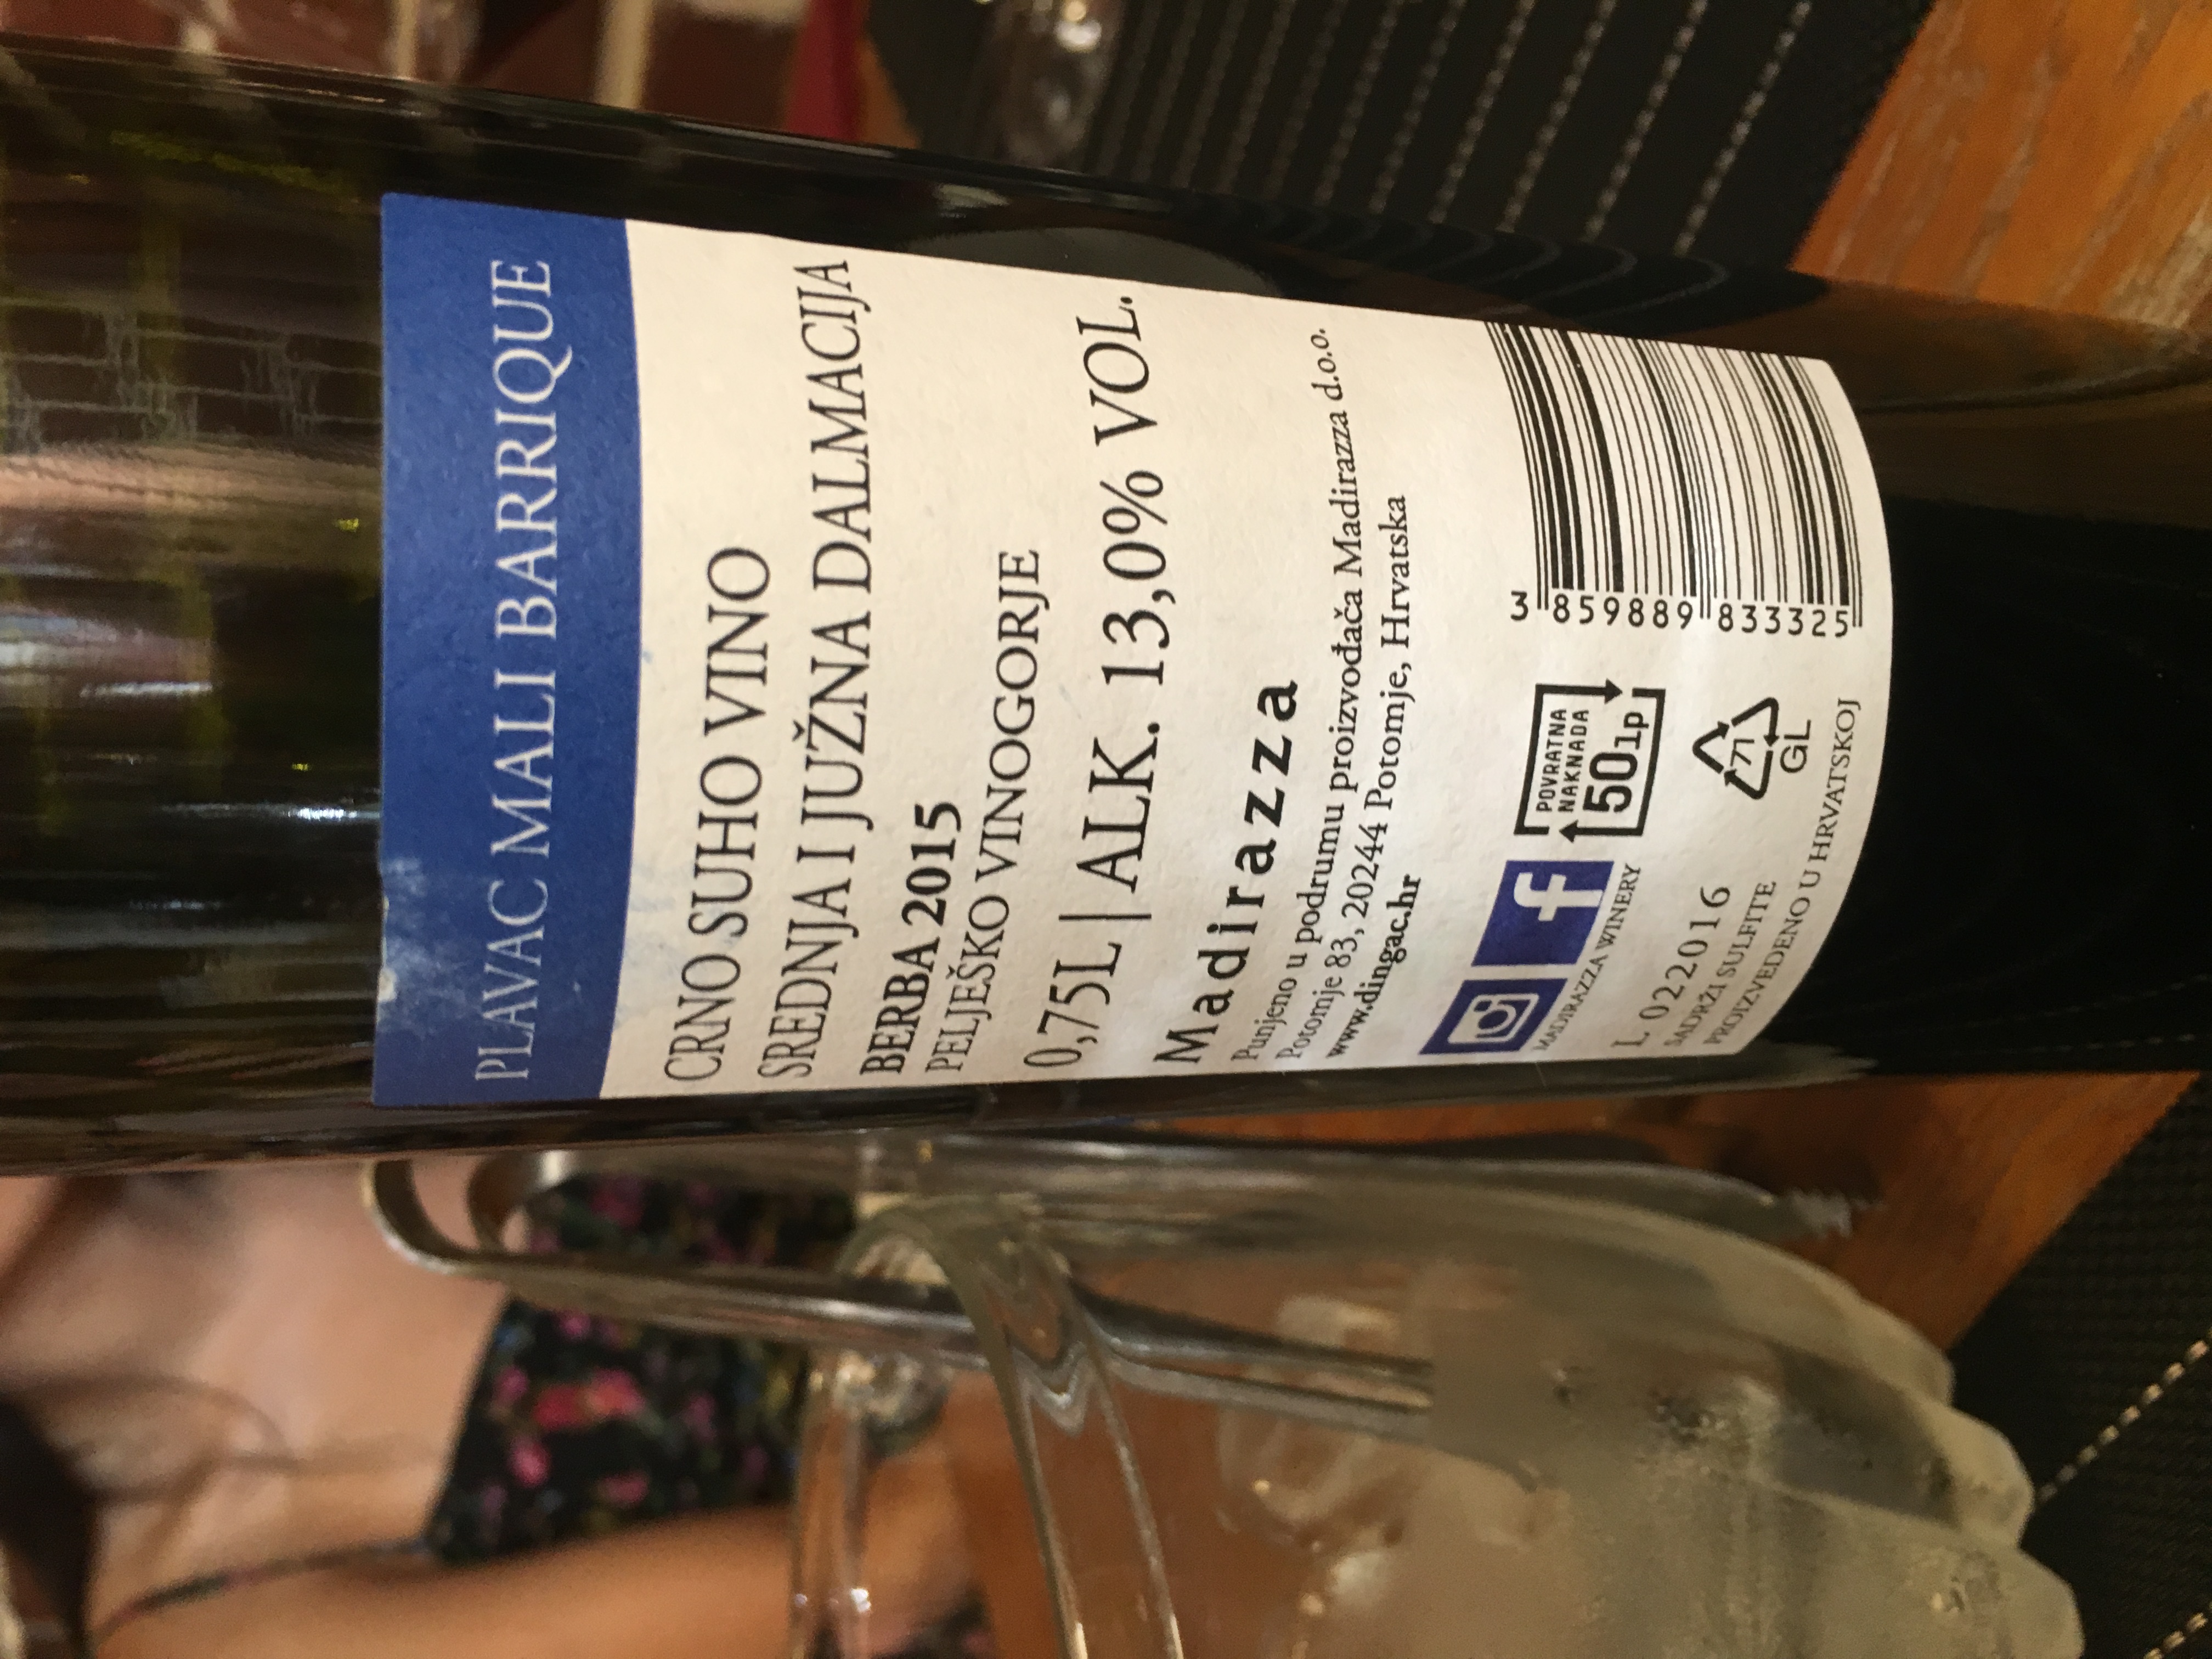 PLAVAC MALI BARRIQUE
CRNO SUHO VINO
SREDNJA I JUŽNA DALMACIJA
BERBA 2015
PELJEŠKO VINOGORJE
0,75L | ALK. 13,0% VOL.
Madirazza
Punjeno u podrumu proizvođača Madirazza d.o.o.
Potomje 83, 20244 Potomje, Hrvatska
www.dingac.hr
f
MADIRAZZA WINERY
POVRATNA
NAKNADA
50lp
L 022016
SADRŽI SULFITE
PROIZVEDENO U HRVATSKOJ
71
GL
3 859889 833325